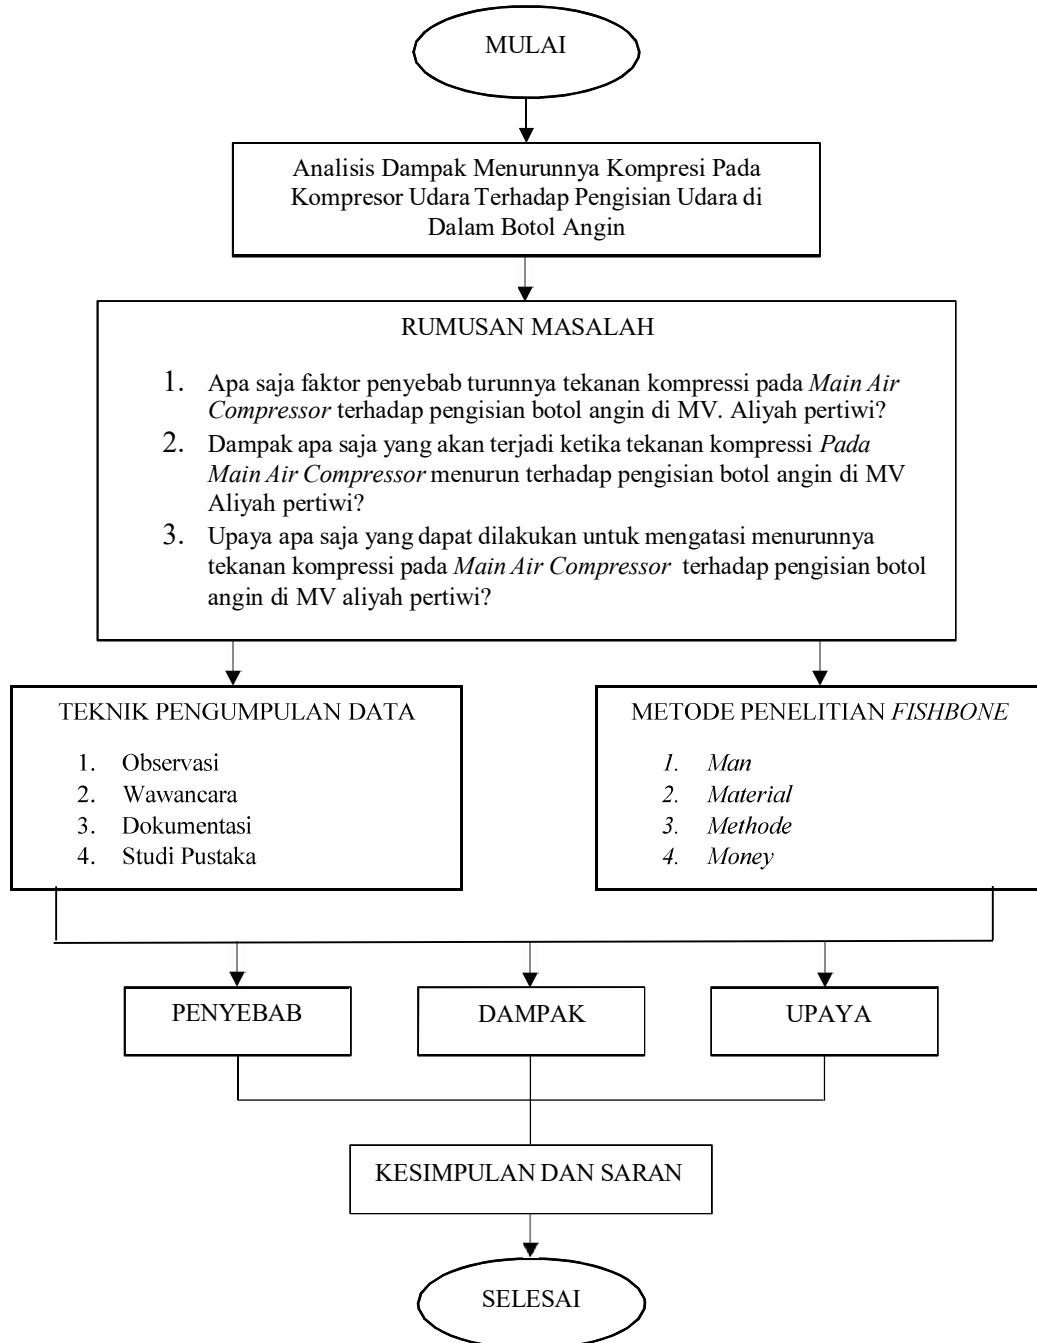 MULAI
Analisis Dampak Menurunnya Kompresi Pada
Kompresor Udara Terhadap Pengisian Udara di
Dalam Botol Angin
RUMUSAN MASALAH
1. Apa saja faktor penyebab turunnya tekanan kompressi pada Main Air
Compressor terhadap pengisian botol angin di MV. Aliyah pertiwi?
2. Dampak apa saja yang akan terjadi ketika tekanan kompressi Pada
Main Air Compressor menurun terhadap pengisian botol angin di MV
Aliyah pertiwi?
3. Upaya apa saja yang dapat dilakukan untuk mengatasi menurunnya
tekanan kompressi pada Main Air Compressor terhadap pengisian botol
angin di MV aliyah pertiwi?
TEKNIK PENGUMPULAN DATA
1. Observasi
2. Wawancara
3. Dokumentasi
4. Studi Pustaka
METODE PENELITIAN FISHBONE
1. Man
2. Material
3. Methode
4. Money
PENYEBAB
DAMPAK
UPAYA
KESIMPULAN DAN SARAN
SELESAI